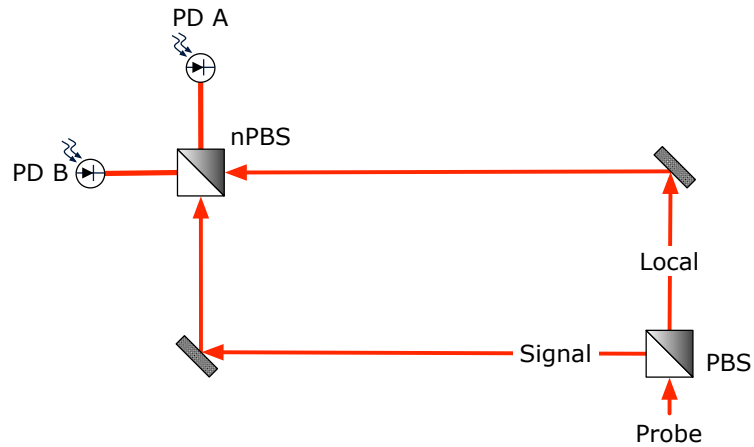 PD A
nPBS
PD B
Local
Signal
PBS
Probe